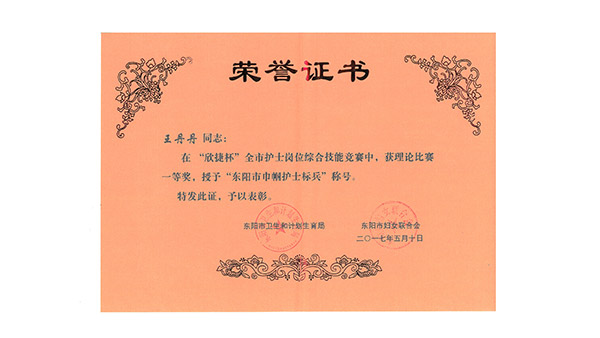 荣誉证书
王丹丹 同志：
在“欣捷杯”全市护士岗位综合技能竞赛中，获理论比赛
一等奖，授予“东阳市巾帼护士标兵”称号。
特发此证，予以表彰。
东阳市卫生和计划生育局 东阳市妇女联合会
二〇一七年五月十日